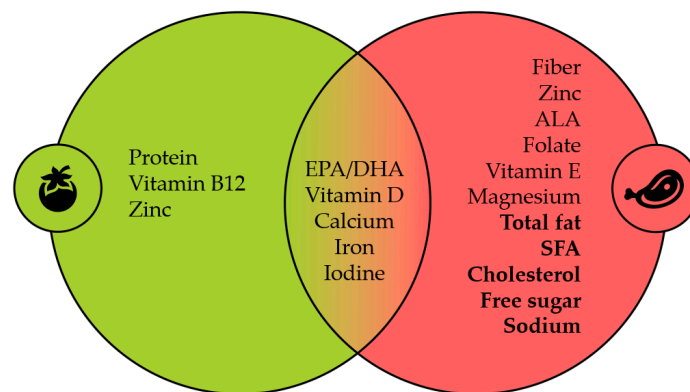 Protein
Vitamin B12
Zinc
EPA/DHA
Vitamin D
Calcium
Iron
Iodine
Fiber
Zinc
ALA
Folate
Vitamin E
Magnesium
Total fat
SFA
Cholesterol
Free sugar
Sodium